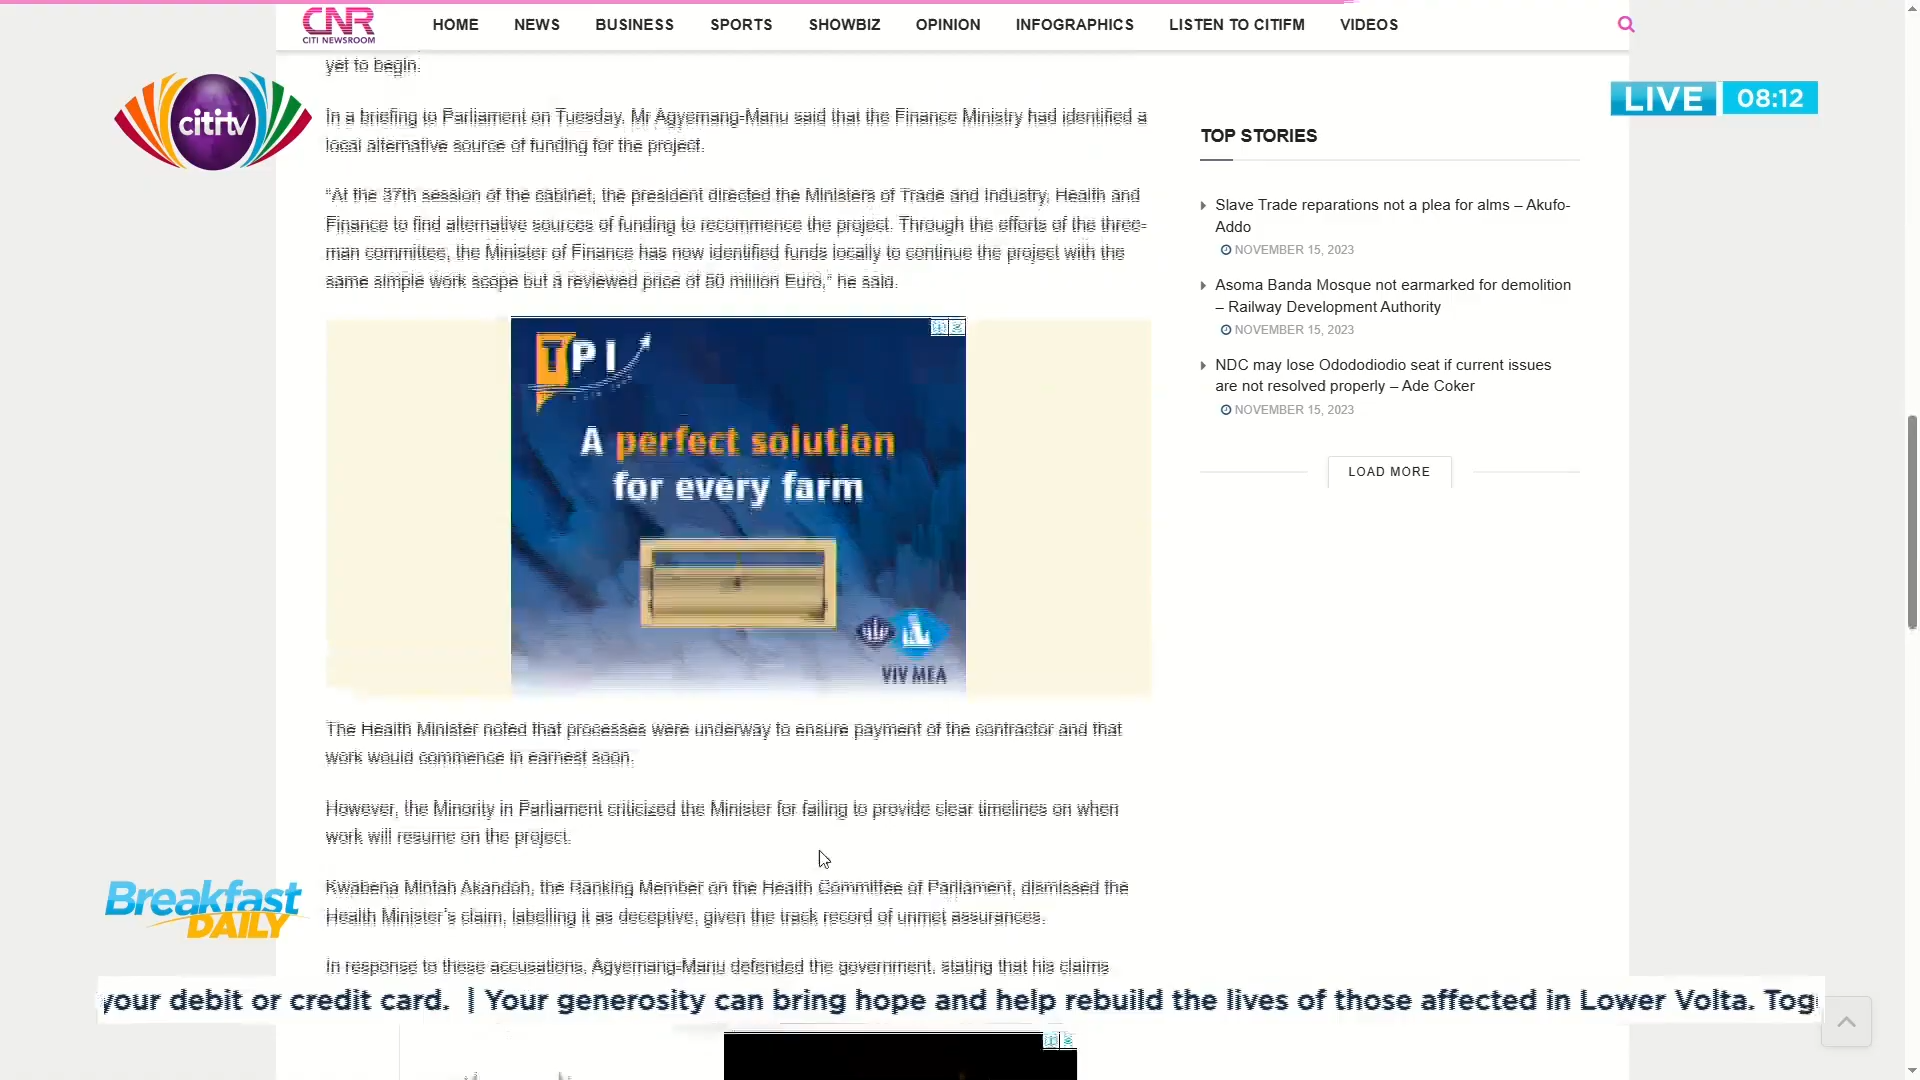 CNR
CITI NEWSROOM
HOME NEWS BUSINESS SPORTS SHOWBIZ OPINION INFOGRAPHICS LISTEN TO CITIFM VIDEOS
cititv
LIVE 08:12
yet to begin.
In a briefing to Parliament on Tuesday, Mr Agyemang-Manu said that the Finance Ministry had identified a
local alternative source of funding for the project.
“At the 37th session of the cabinet, the president directed the Ministers of Trade and Industry, Health and
Finance to find alternative sources of funding to recommence the project. Through the efforts of the three-
man committee, the Minister of Finance has now identified funds locally to continue the project with the
same simple work scope but a reviewed price of 50 million Euro,” he said.
TPI
A perfect solution
for every farm
VIV MEA
The Health Minister noted that processes were underway to ensure payment of the contractor and that
work would commence in earnest soon.
However, the Minority in Parliament criticized the Minister for failing to provide clear timelines on when
work will resume on the project.
Kwabena Mintah Akandoh, the Ranking Member on the Health Committee of Parliament, dismissed the
Health Minister’s claim, labelling it as deceptive, given the track record of unmet assurances.
In response to these accusations, Agyemang-Manu defended the government, stating that his claims
TOP STORIES
Slave Trade reparations not a plea for alms – Akufo-
Addo
NOVEMBER 15, 2023
Asoma Banda Mosque not earmarked for demolition
– Railway Development Authority
NOVEMBER 15, 2023
NDC may lose Odododiodio seat if current issues
are not resolved properly – Ade Coker
NOVEMBER 15, 2023
LOAD MORE
Breakfast
DAILY
your debit or credit card. | Your generosity can bring hope and help rebuild the lives of those affected in Lower Volta. Tog